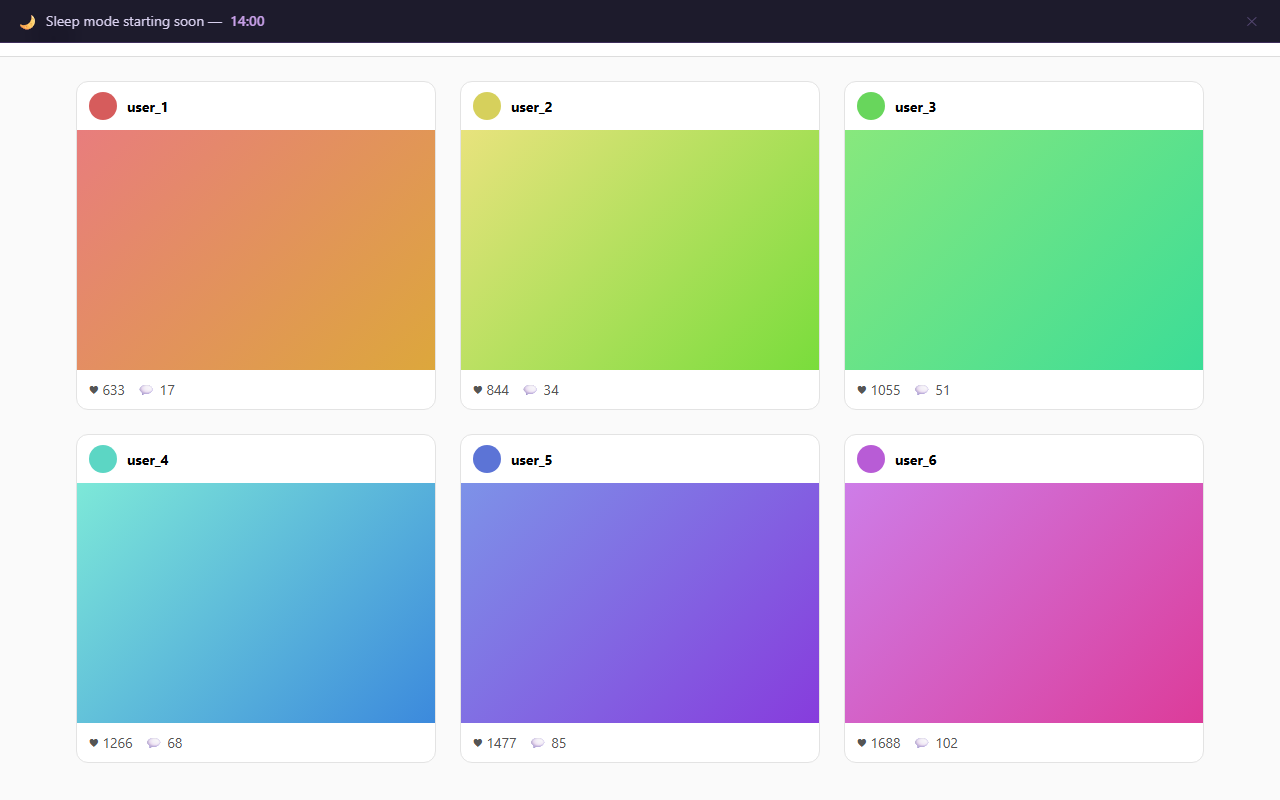 Sleep mode starting soon — 14:00
user_1
633 17
user_2
844 34
user_3
1055 51
user_4
1266 68
user_5
1477 85
user_6
1688 102